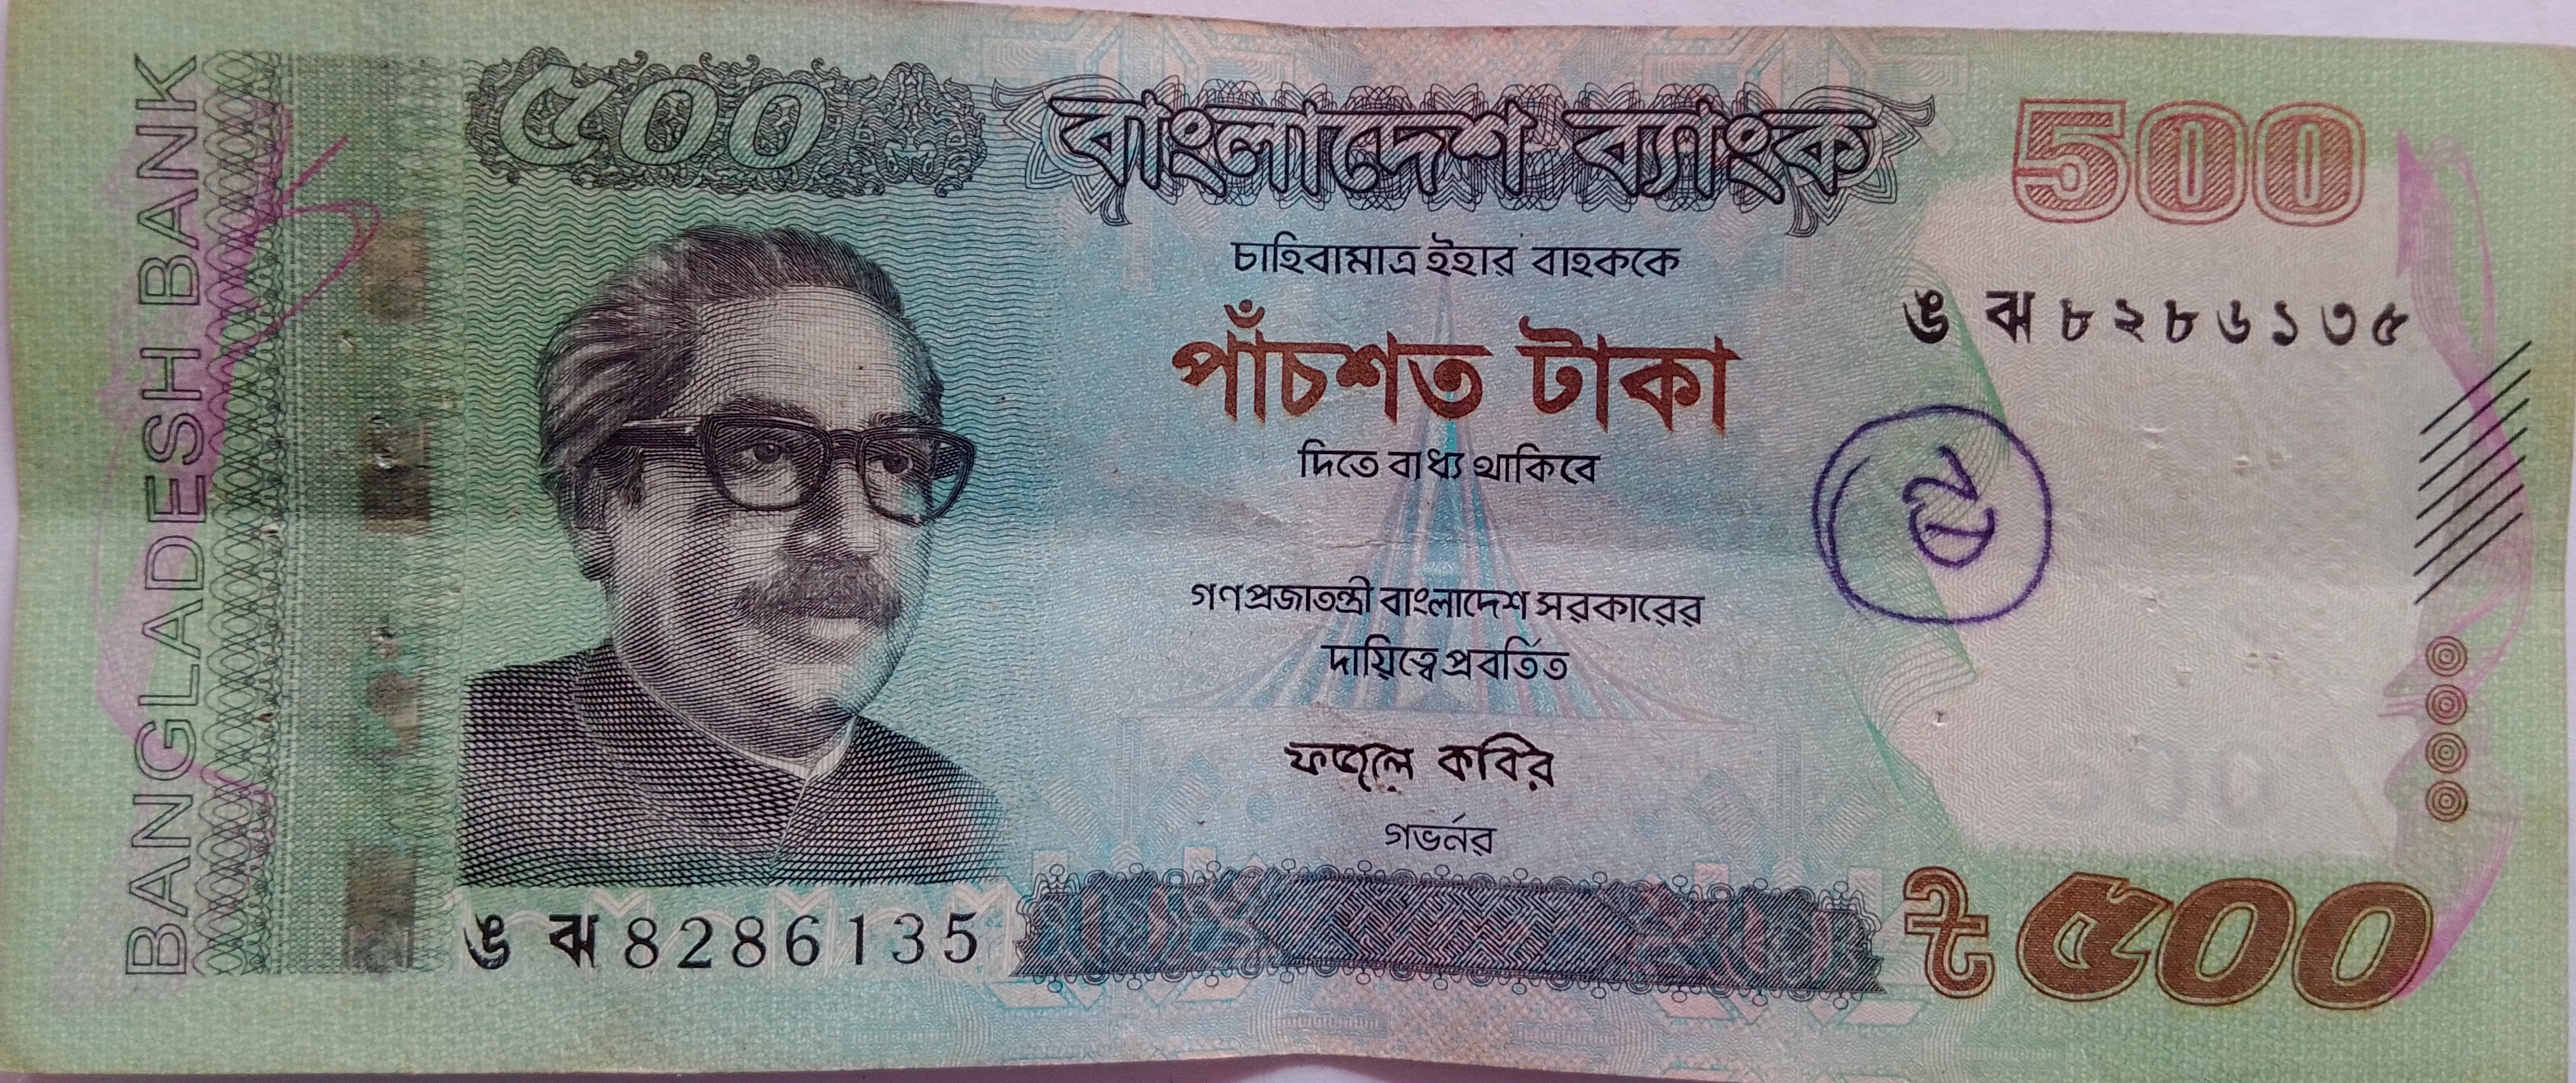 BANGLADESH BANK
৫০০
বাংলাদেশ ব্যাংক
500
চাহিবামাত্র ইহার বাহককে
ঙ ঝ ৮২৮৬১৩৫
পাঁচশত টাকা
দিতে বাধ্য থাকিবে
গণপ্রজাতন্ত্রী বাংলাদেশ সরকারের
দায়িত্বে প্রবর্তিত
ফজলে কবির
গভর্নর
ঙ ঝ 8286135
৳ ৫০০